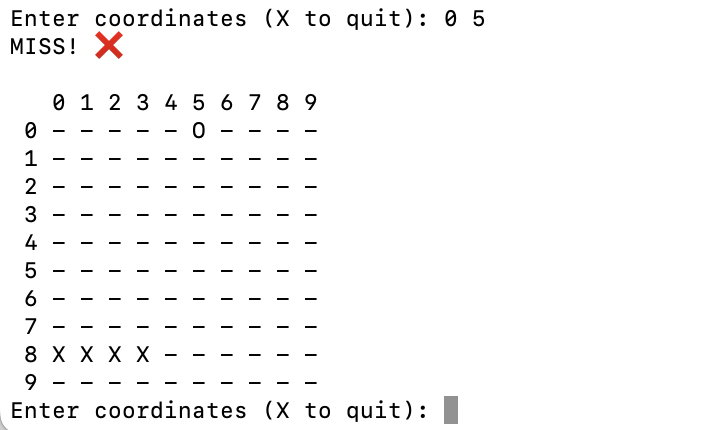 Enter coordinates (X to quit): 0 5
MISS! ❌
0 1 2 3 4 5 6 7 8 9
0 - - - - - O - - - -
1 - - - - - - - - - -
2 - - - - - - - - - -
3 - - - - - - - - - -
4 - - - - - - - - - -
5 - - - - - - - - - -
6 - - - - - - - - - -
7 - - - - - - - - - -
8 X X X X - - - - - -
9 - - - - - - - - - -
Enter coordinates (X to quit):